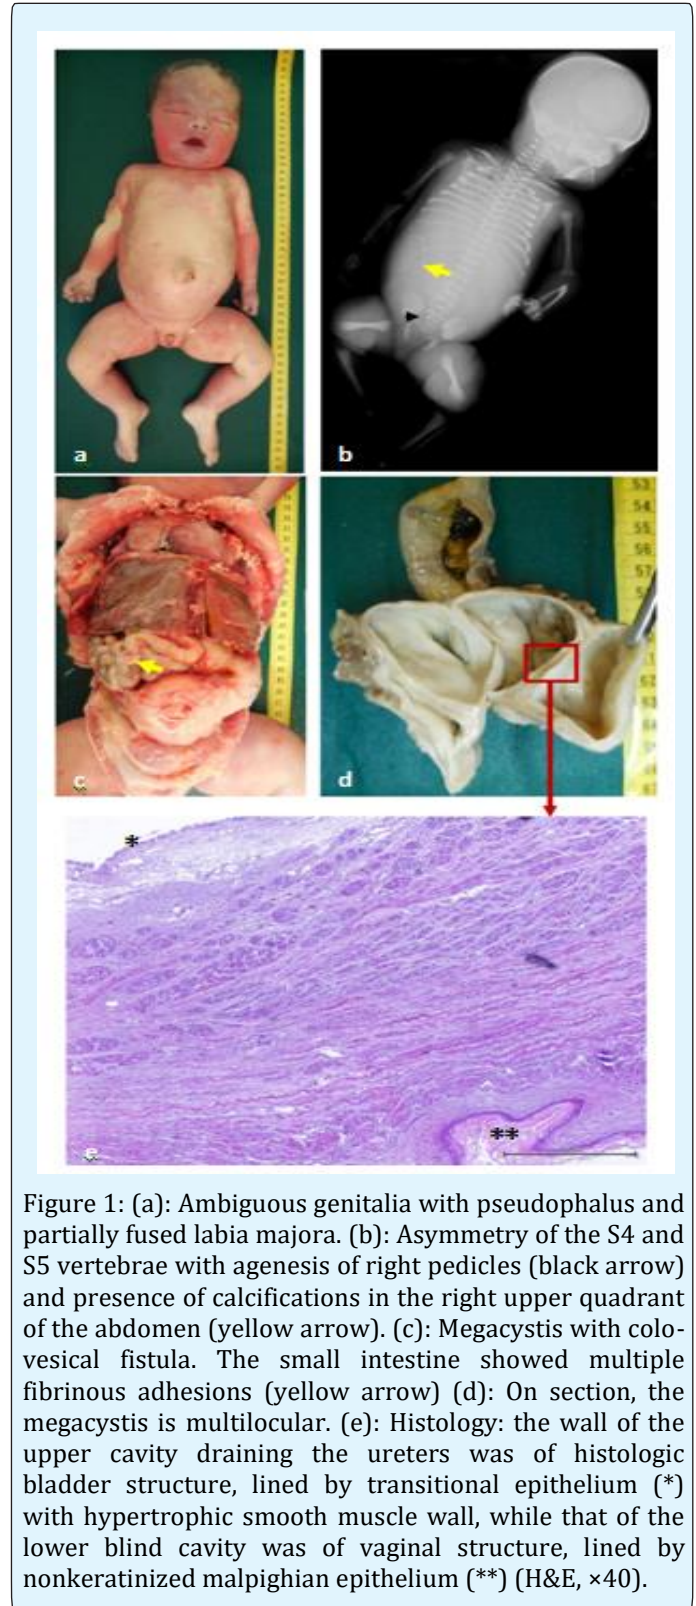 a
b
c
d
*
**
e
Figure 1: (a): Ambiguous genitalia with pseudophalus and
partially fused labia majora. (b): Asymmetry of the S4 and
S5 vertebrae with agenesis of right pedicles (black arrow)
and presence of calcifications in the right upper quadrant
of the abdomen (yellow arrow). (c): Megacystis with colo-
vesical fistula. The small intestine showed multiple
fibrinous adhesions (yellow arrow) (d): On section, the
megacystis is multilocular. (e): Histology: the wall of the
upper cavity draining the ureters was of histologic
bladder structure, lined by transitional epithelium (*)
with hypertrophic smooth muscle wall, while that of the
lower blind cavity was of vaginal structure, lined by
nonkeratinized malpighian epithelium (**) (H&E, ×40).